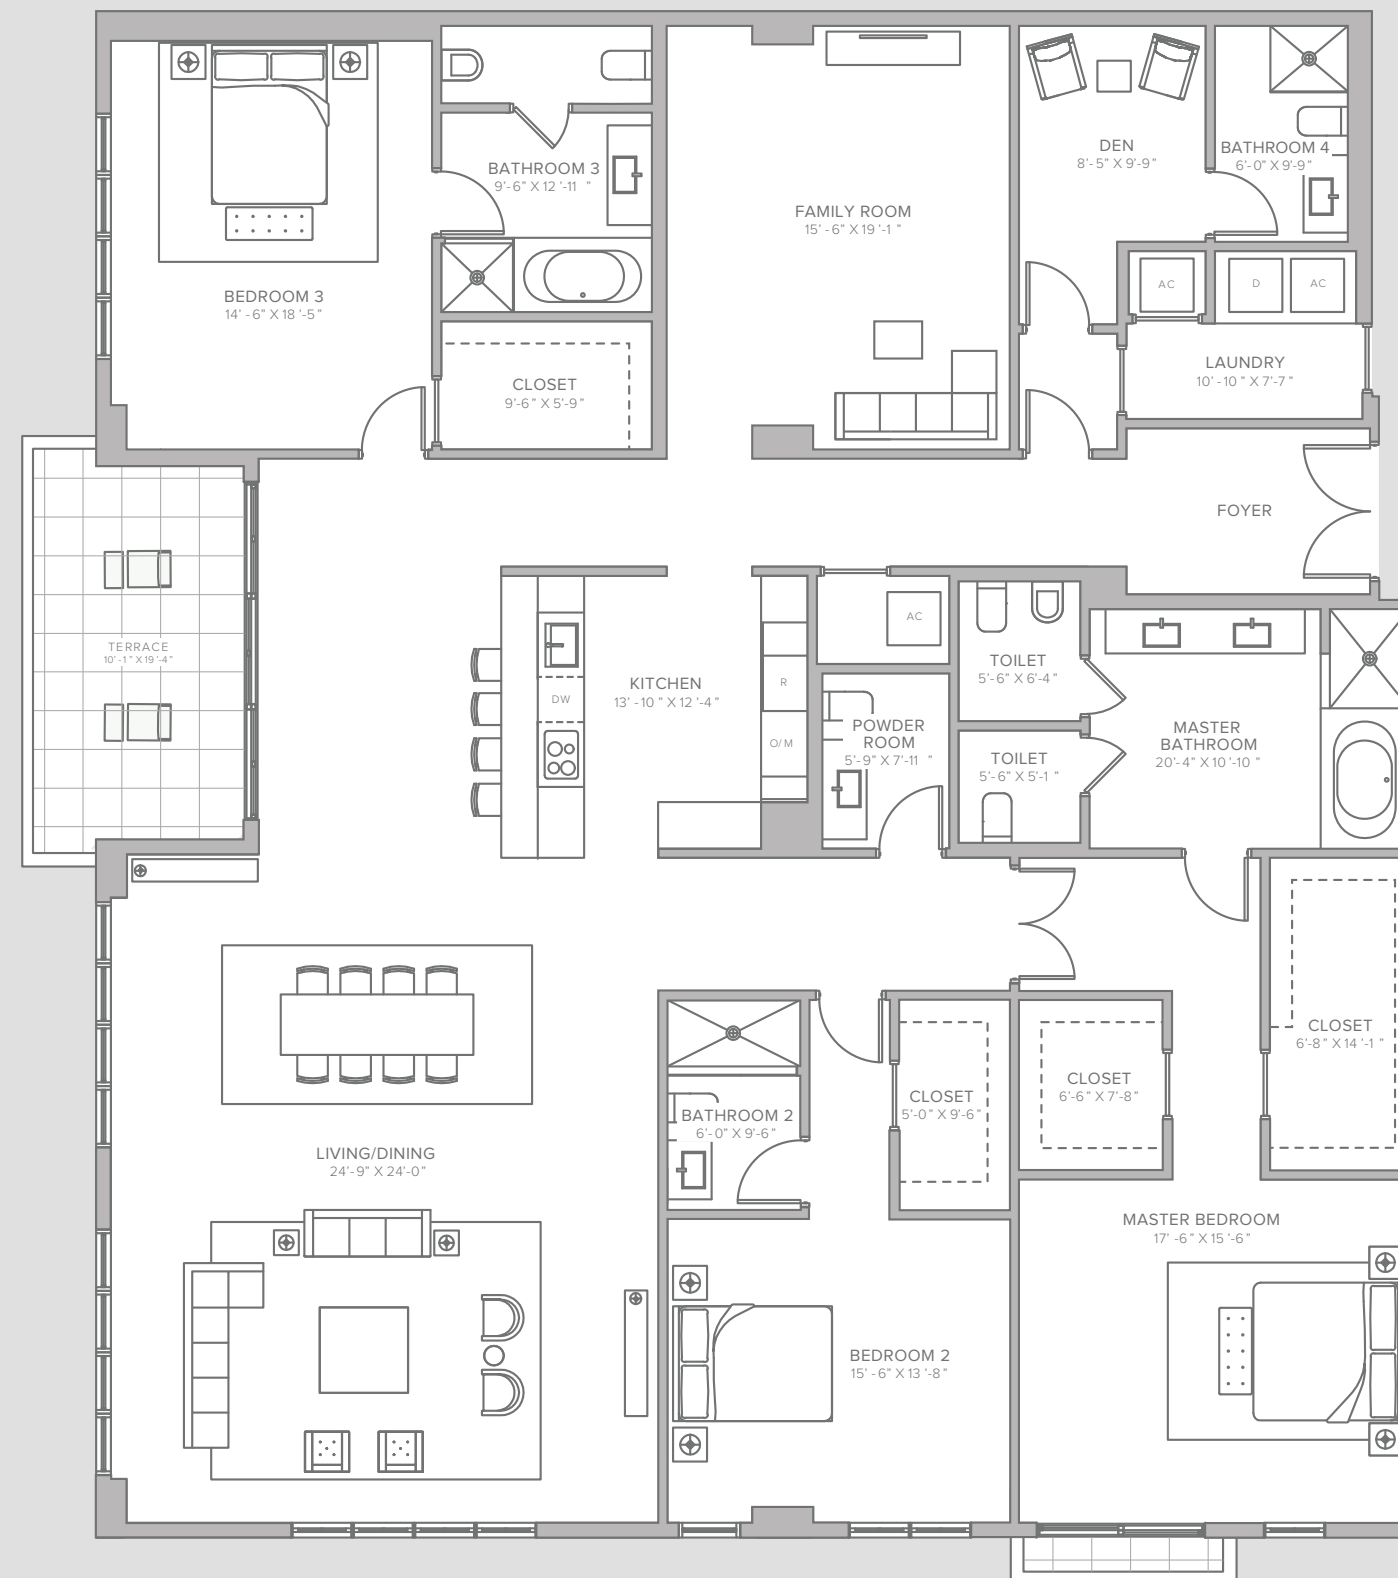 BATHROOM 3
9'-6" X 12'-11"
DEN
8'-5" X 9'-9"
BATHROOM 4
6'-0" X 9'-9"
FAMILY ROOM
15'-6" X 19'-1"
BEDROOM 3
14'-6" X 18'-5"
AC
D
AC
CLOSET
9'-6" X 5'-9"
LAUNDRY
10'-10" X 7'-7"
FOYER
TERRACE
10'-1" X 19'-4"
KITCHEN
13'-10" X 12'-4"
DW
R
O/M
AC
TOILET
5'-6" X 6'-4"
POWDER
ROOM
5'-9" X 7'-11"
TOILET
5'-6" X 5'-1"
MASTER
BATHROOM
20'-4" X 10'-10"
CLOSET
6'-8" X 14'-1"
CLOSET
6'-6" X 7'-8"
CLOSET
5'-0" X 9'-6"
BATHROOM 2
6'-0" X 9'-6"
LIVING/DINING
24'-9" X 24'-0"
MASTER BEDROOM
17'-6" X 15'-6"
BEDROOM 2
15'-6" X 13'-8"